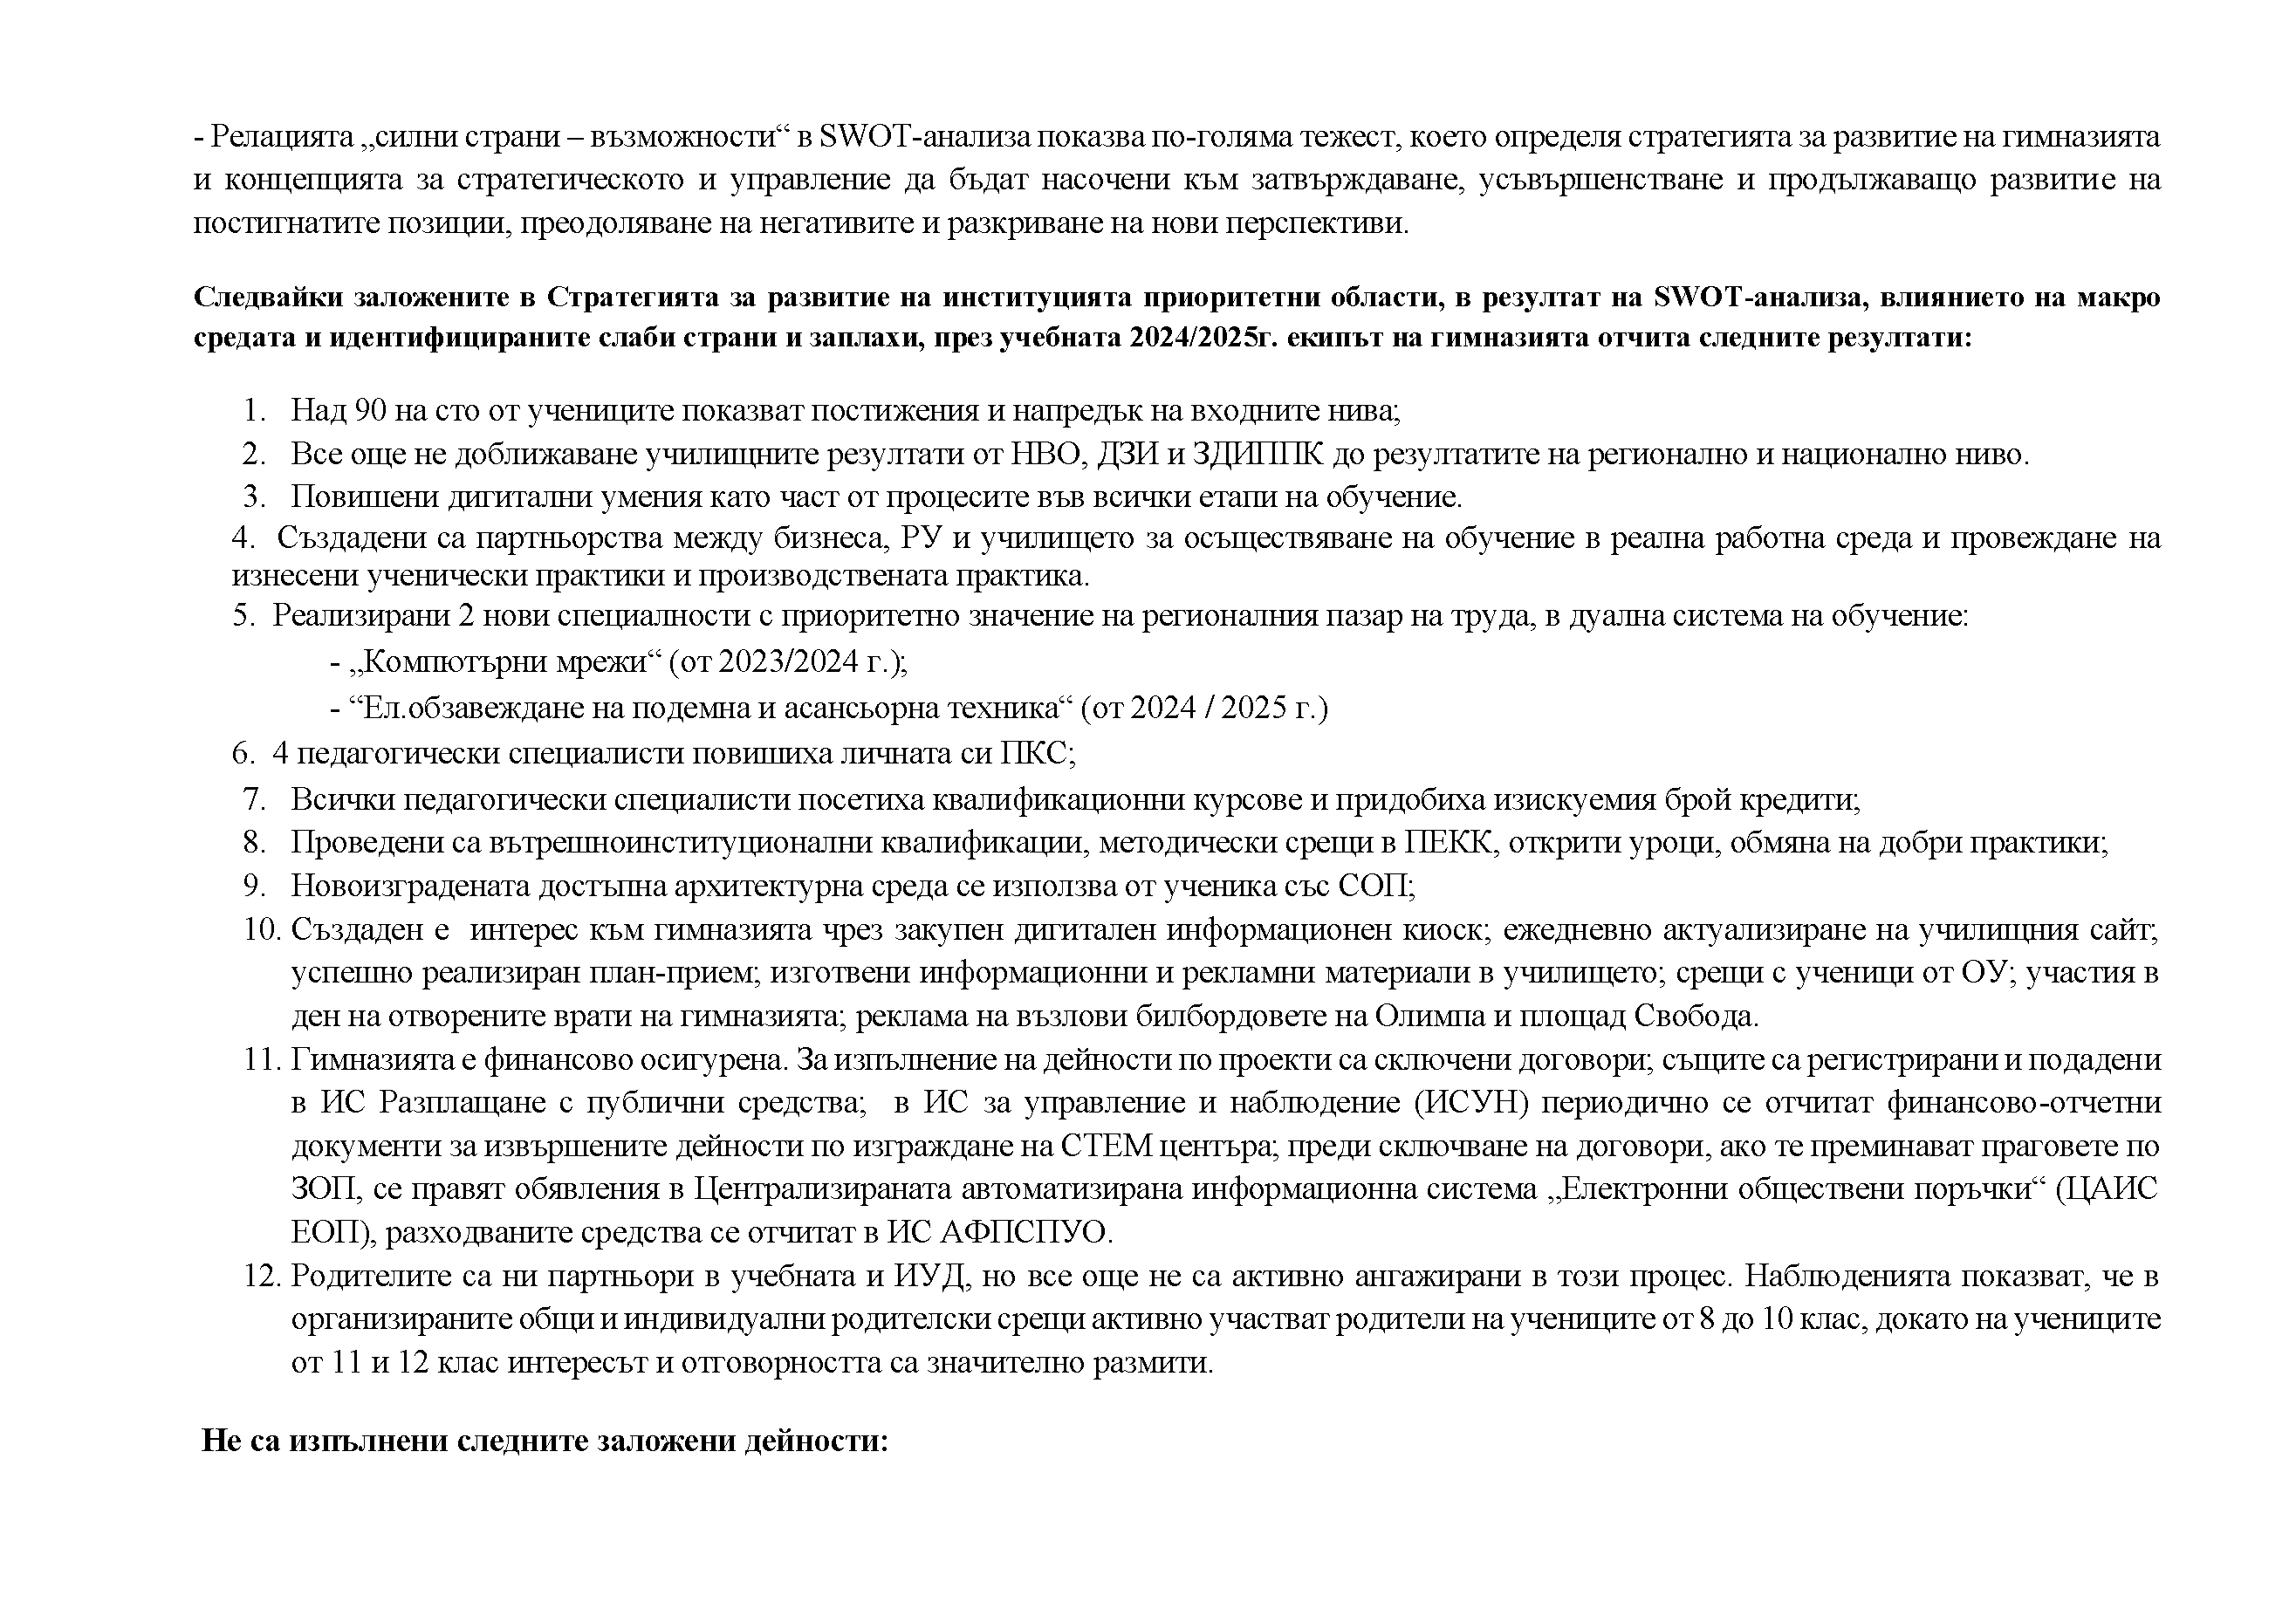 - Релацията „силни страни – възможности“ в SWOT-анализа показва по-голяма тежест, което определя стратегията за развитие на гимназията
и концепцията за стратегическото и управление да бъдат насочени към затвърждаване, усъвършенстване и продължаващо развитие на
постигнатите позиции, преодоляване на негативите и разкриване на нови перспективи.
Следвайки заложените в Стратегията за развитие на институцията приоритетни области, в резултат на SWOT-анализа, влиянието на макро
средата и идентифицираните слаби страни и заплахи, през учебната 2024/2025г. екипът на гимназията отчита следните резултати:
1. Над 90 на сто от учениците показват постижения и напредък на входните нива;
2. Все още не доближаване училищните резултати от НВО, ДЗИ и ЗДИППК до резултатите на регионално и национално ниво.
3. Повишени дигитални умения като част от процесите във всички етапи на обучение.
4. Създадени са партньорства между бизнеса, РУ и училището за осъществяване на обучение в реална работна среда и провеждане на
изнесени ученически практики и производствената практика.
5. Реализирани 2 нови специалности с приоритетно значение на регионалния пазар на труда, в дуална система на обучение:
- „Компютърни мрежи“ (от 2023/2024 г.);
- “Ел.обзавеждане на подемна и асансьорна техника“ (от 2024 / 2025 г.)
6. 4 педагогически специалисти повишиха личната си ПКС;
7. Всички педагогически специалисти посетиха квалификационни курсове и придобиха изискуемия брой кредити;
8. Проведени са вътрешноинституционални квалификации, методически срещи в ПЕКК, открити уроци, обмяна на добри практики;
9. Новоизградената достъпна архитектурна среда се използва от ученика със СОП;
10. Създаден е интерес към гимназията чрез закупен дигитален информационен киоск; ежедневно актуализиране на училищния сайт;
успешно реализиран план-прием; изготвени информационни и рекламни материали в училището; срещи с ученици от ОУ; участия в
ден на отворените врати на гимназията; реклама на възлови билбордовете на Олимпа и площад Свобода.
11. Гимназията е финансово осигурена. За изпълнение на дейности по проекти са сключени договори; същите са регистрирани и подадени
в ИС Разплащане с публични средства; в ИС за управление и наблюдение (ИСУН) периодично се отчитат финансово-отчетни
документи за извършените дейности по изграждане на СТЕМ центъра; преди сключване на договори, ако те преминават праговете по
ЗОП, се правят обявления в Централизираната автоматизирана информационна система „Електронни обществени поръчки“ (ЦАИС
ЕОП), разходваните средства се отчитат в ИС АФПСПУО.
12. Родителите са ни партньори в учебната и ИУД, но все още не са активно ангажирани в този процес. Наблюденията показват, че в
организираните общи и индивидуални родителски срещи активно участват родители на учениците от 8 до 10 клас, докато на учениците
от 11 и 12 клас интересът и отговорността са значително размити.
Не са изпълнени следните заложени дейности: